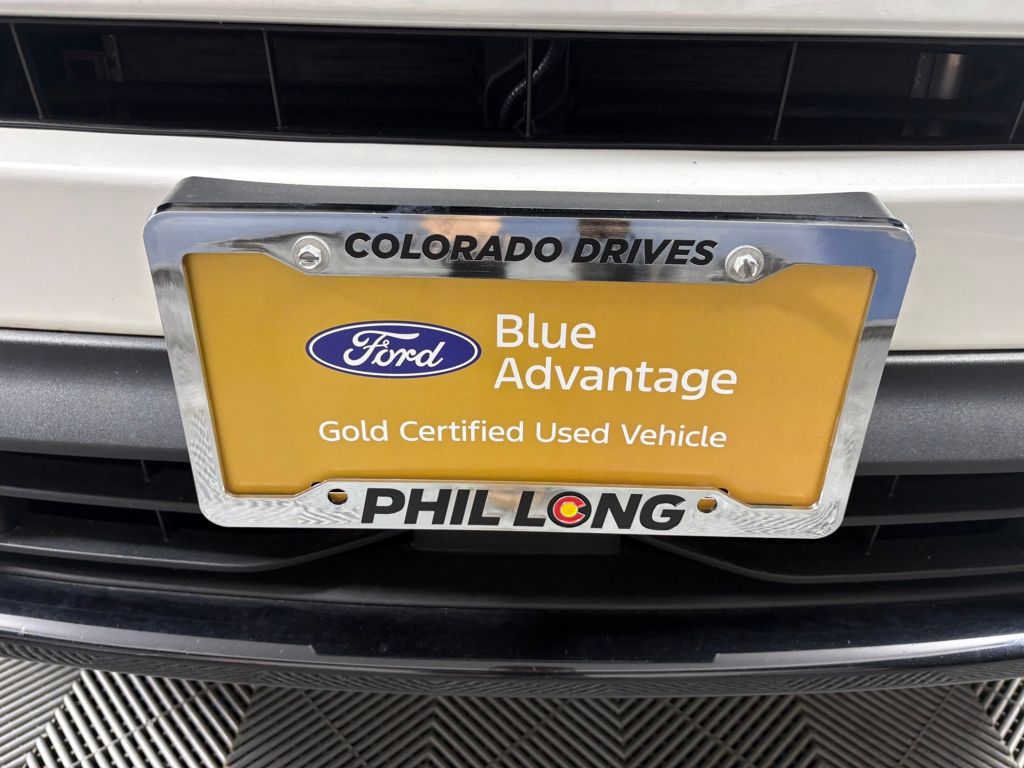 COLORADO DRIVES
Ford
Blue
Advantage
Gold Certified Used Vehicle
PHIL LONG